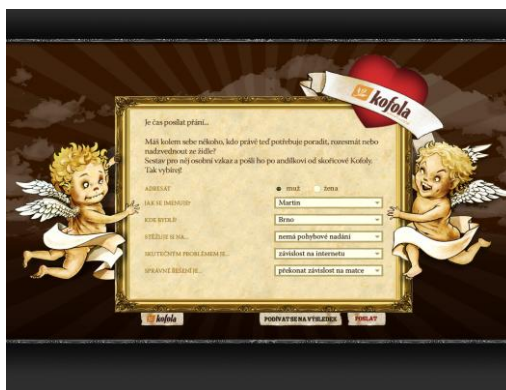 kofola
Je čas posílat přání...
Máš kolem sebe někoho, kdo právě teď potřebuje poradit, rozesmát nebo
nadzvednout ze židle?
Sestav pro něj osobní vzkaz a pošli ho po andílkovi od skořicové Kofoly.
Tak vybírej!
ADRESÁT muž žena
JAK SE JMENUJE? Martin
KDE BYDLÍ? Brno
STĚŽUJE SI NA... nemá pohybové nadání
SKUTEČNÝM PROBLÉMEM JE... závislost na internetu
SPRÁVNÉ ŘEŠENÍ JE... překonat závislost na matce
kofola PODÍVAT SE NA VÝSLEDEK POSLAT